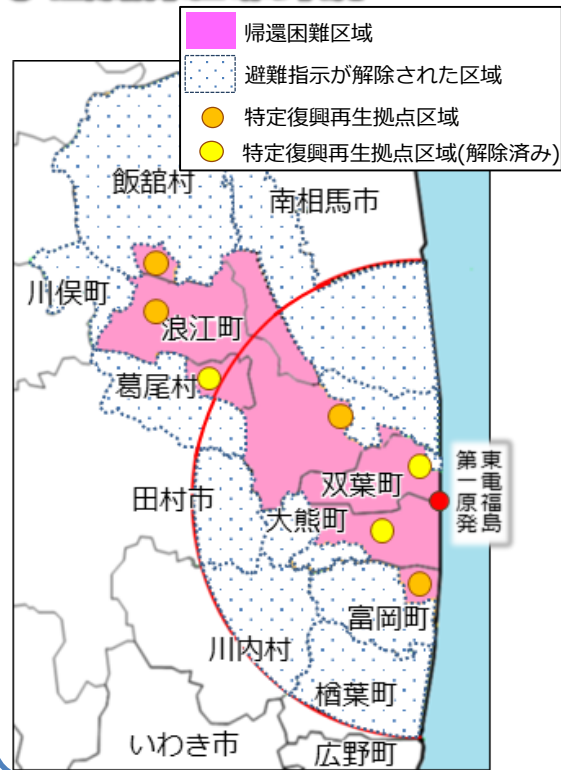 帰還困難区域
避難指示が解除された区域
特定復興再生拠点区域
特定復興再生拠点区域(解除済み)
飯舘村
南相馬市
川俣町
浪江町
葛尾村
双葉町
東電福島
第一原発
田村市
大熊町
富岡町
川内村
楢葉町
いわき市
広野町